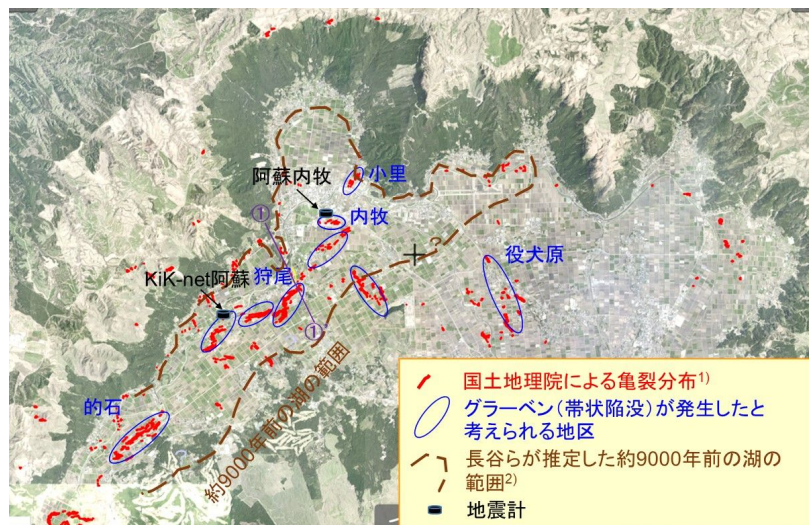 小里
阿蘇内牧
①
内牧
役犬原
狩尾
KiK-net阿蘇
①
?
的石
約9000年前の湖の範囲
国土地理院による亀裂分布1)
グラーベン(帯状陥没)が発生したと
考えられる地区
長谷らが推定した約9000年前の湖の
範囲2)
地震計